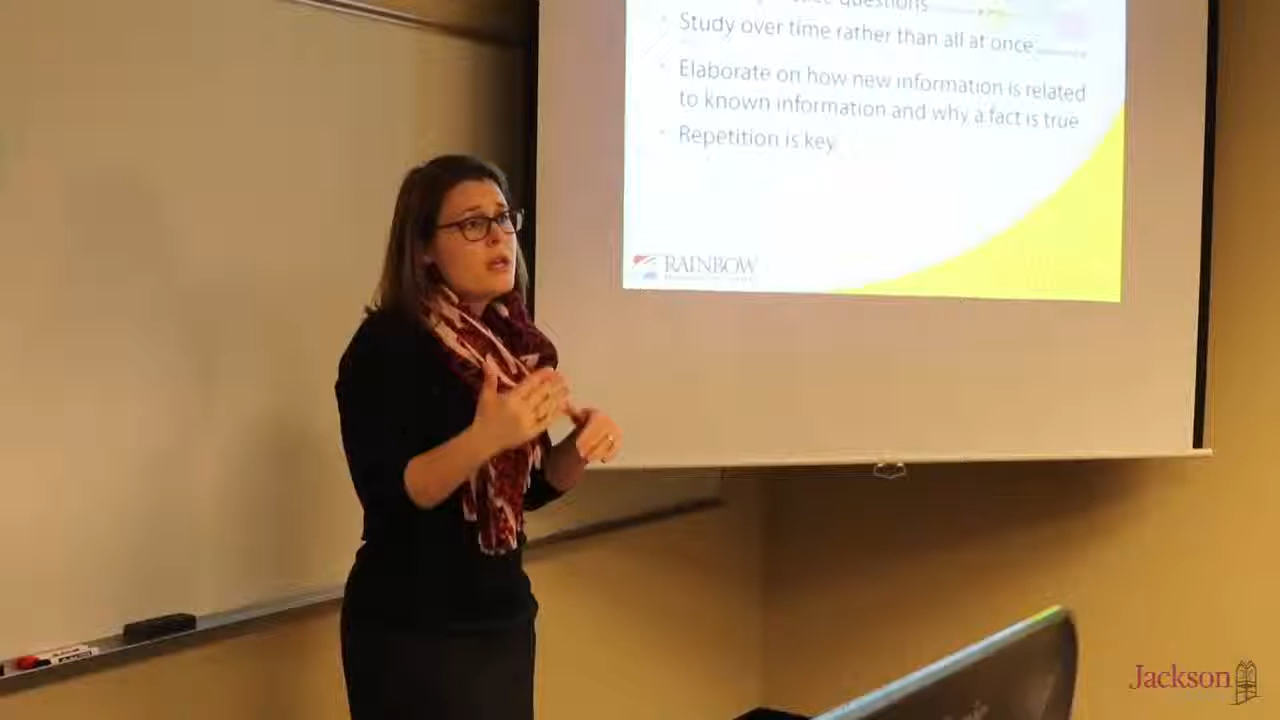 questions
Study over time rather than all at once
Elaborate on how new information is related
to known information and why a fact is true
Repetition is key
RAINBOW
Jackson